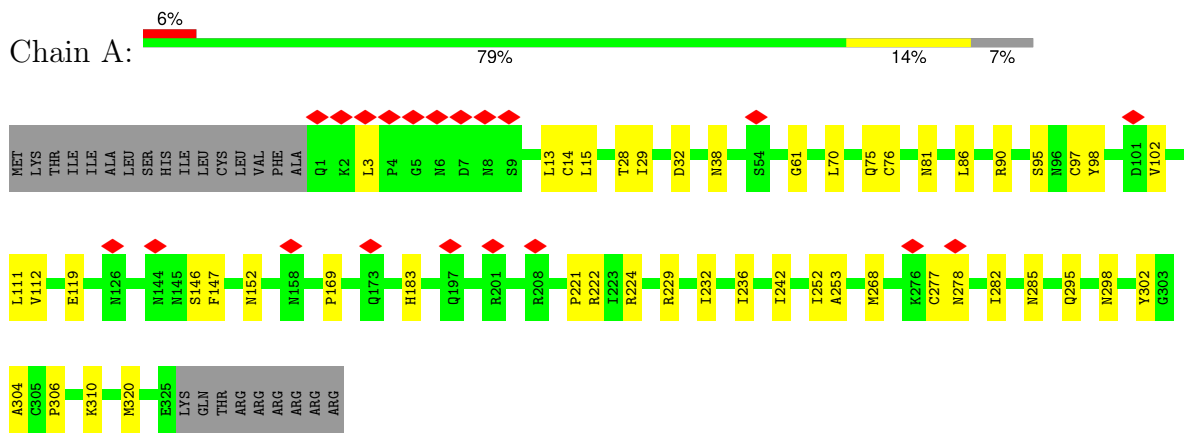 6%
Chain A:
79% 14% 7%
MET LYS THR ILE ILE ALA LEU SER HIS ILE LEU CYS LEU VAL PHE ALA Q1 K2 L3 P4 G5 N6 D7 N8 S9 L13 C14 L15 T28 I29 D32 N38 S54 G61 L70 Q75 C76 N81 L86 R90 S95 N96 C97 Y98 D101 V102
L111 V112 E119 N126 N144 N145 S146 F147 N152 N158 P169 Q173 H183 Q197 R201 R208 P221 R222 I223 R224 R229 I232 I236 I242 I252 A253 M268 K276 C277 N278 I282 N285 Q295 N298 Y302 G303
A304 C305 P306 K310 M320 E325 LYS GLN THR ARG ARG ARG ARG ARG ARG